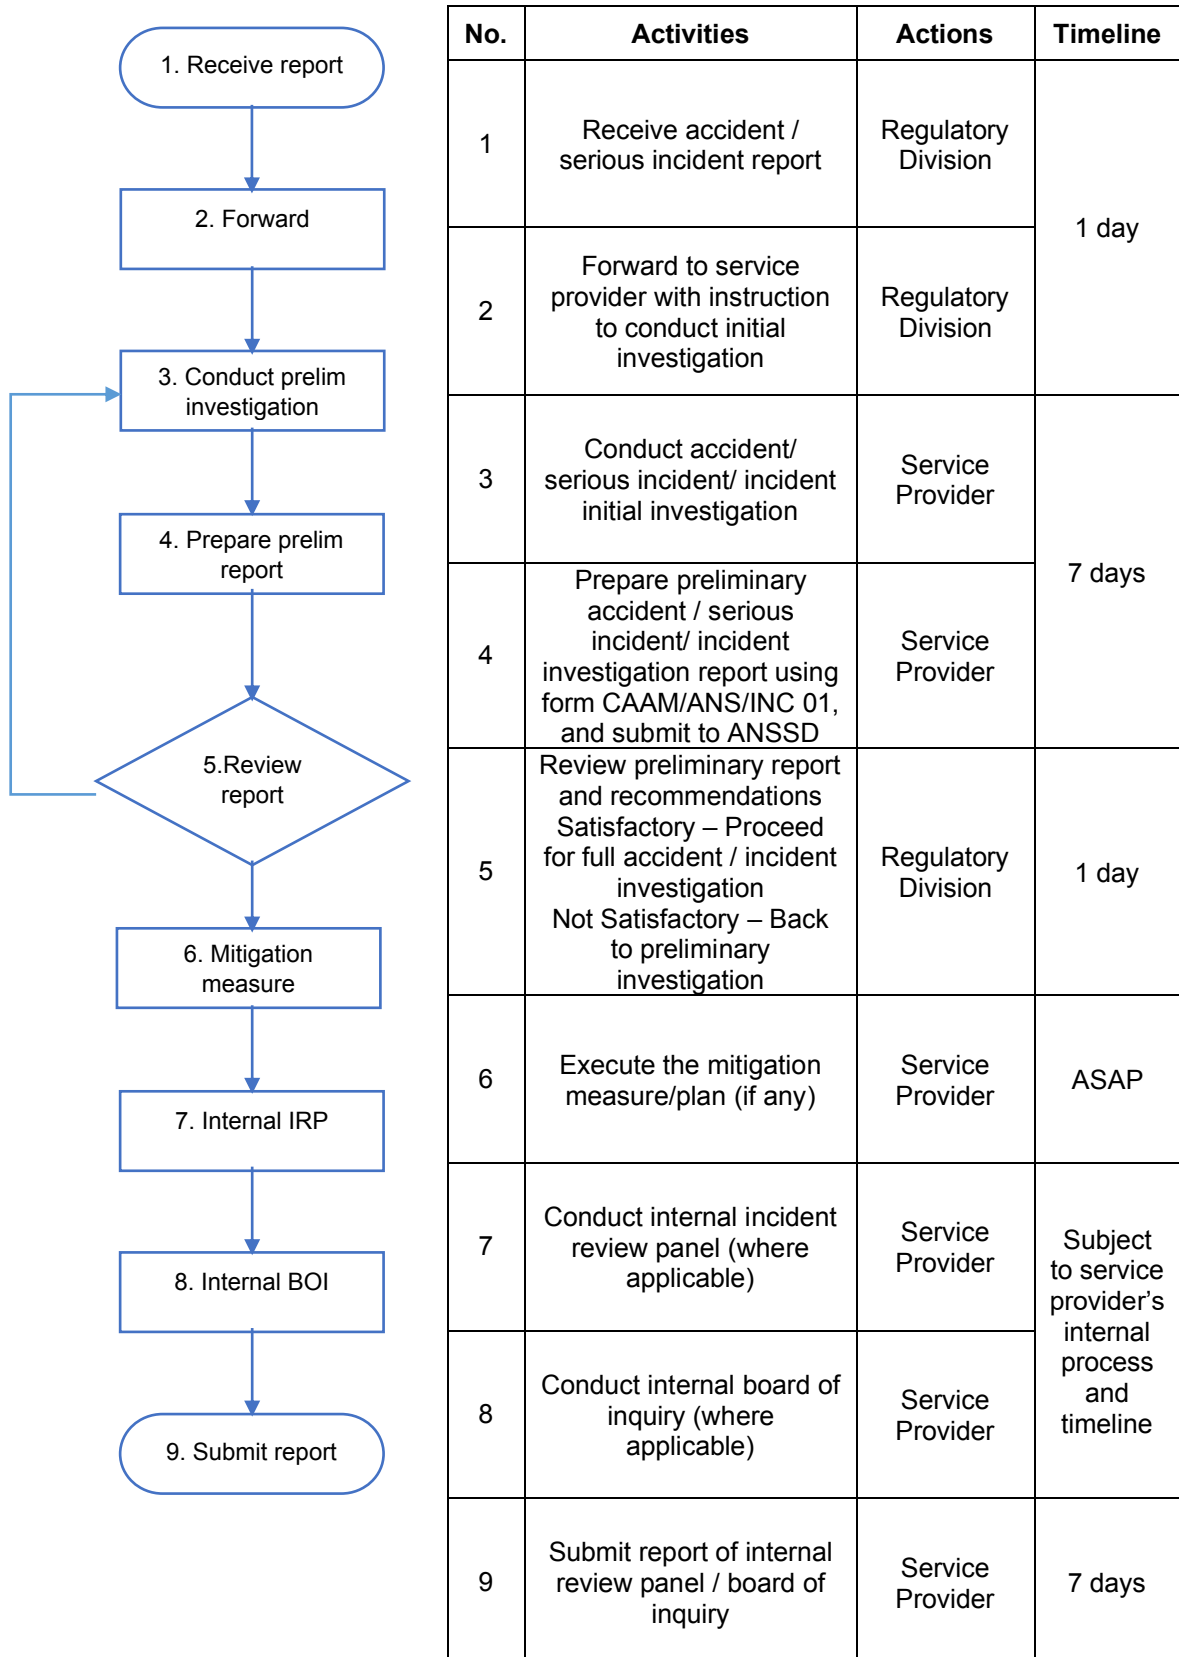 1. Receive report
2. Forward
3. Conduct prelim
investigation
4. Prepare prelim
report
5.Review
report
6. Mitigation
measure
7. Internal IRP
8. Internal BOI
9. Submit report
No.
Activities
Actions
Timeline
1
Receive accident /
serious incident report
Regulatory
Division
1 day
2
Forward to service
provider with instruction
to conduct initial
investigation
Regulatory
Division
3
Conduct accident/
serious incident/ incident
initial investigation
Service
Provider
7 days
4
Prepare preliminary
accident / serious
incident/ incident
investigation report using
form CAAM/ANS/INC 01,
and submit to ANSSD
Service
Provider
5
Review preliminary report
and recommendations
Satisfactory – Proceed
for full accident / incident
investigation
Not Satisfactory – Back
to preliminary
investigation
Regulatory
Division
1 day
6
Execute the mitigation
measure/plan (if any)
Service
Provider
ASAP
7
Conduct internal incident
review panel (where
applicable)
Service
Provider
Subject
to service
provider’s
internal
process
and
timeline
8
Conduct internal board of
inquiry (where
applicable)
Service
Provider
9
Submit report of internal
review panel / board of
inquiry
Service
Provider
7 days